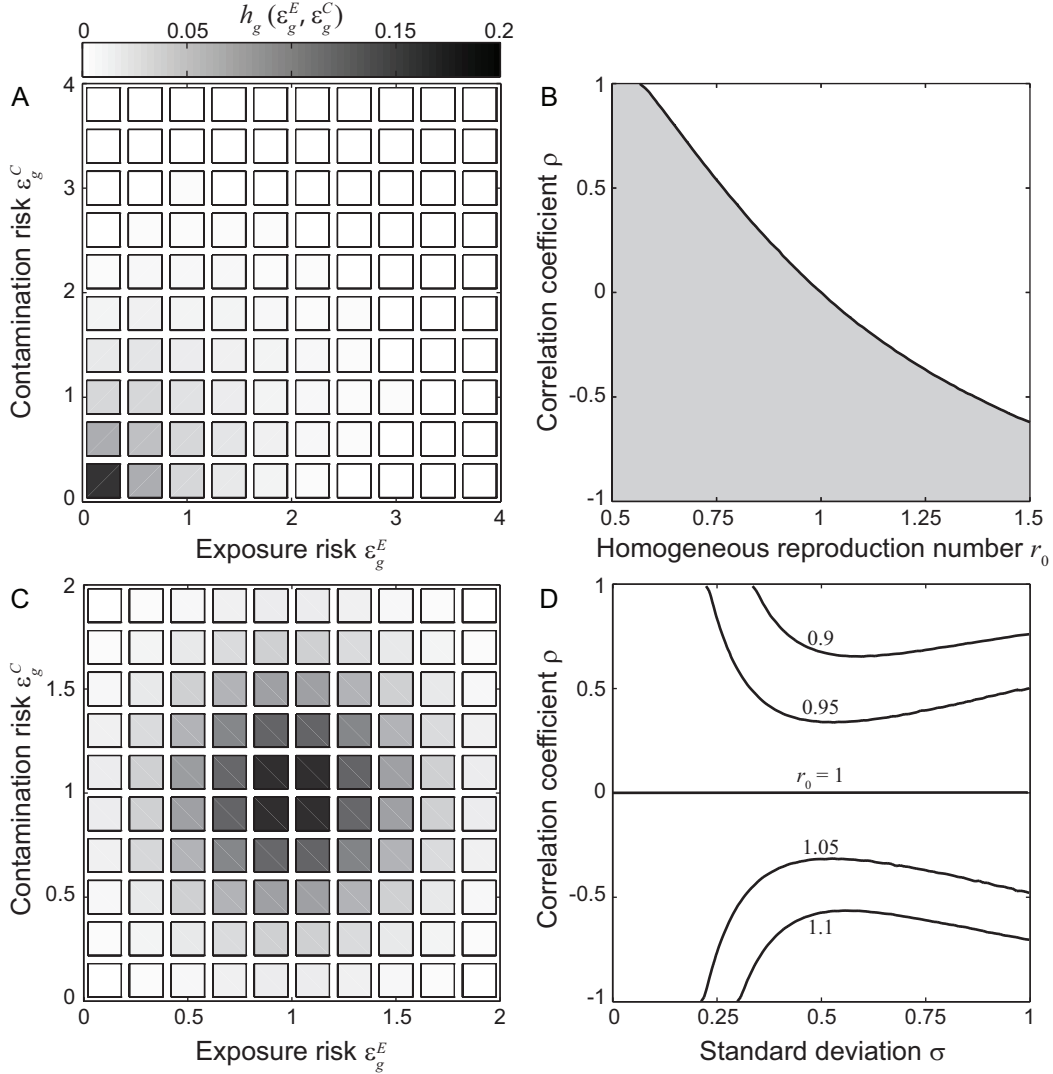 h_g (ε_g^E, ε_g^C)
0 0.05 0.15 0.2
A
4
3
2
1
0
Contamination risk ε_g^C
0 1 2 3 4
Exposure risk ε_g^E
B
1
0.5
0
-0.5
-1
Correlation coefficient ρ
0.5 0.75 1 1.25 1.5
Homogeneous reproduction number r_0
C
2
1.5
1
0.5
0
Contamination risk ε_g^C
0 0.5 1 1.5 2
Exposure risk ε_g^E
D
1
0.5
0
-0.5
-1
Correlation coefficient ρ
0.9
0.95
r_0 = 1
1.05
1.1
0 0.25 0.5 0.75 1
Standard deviation σ